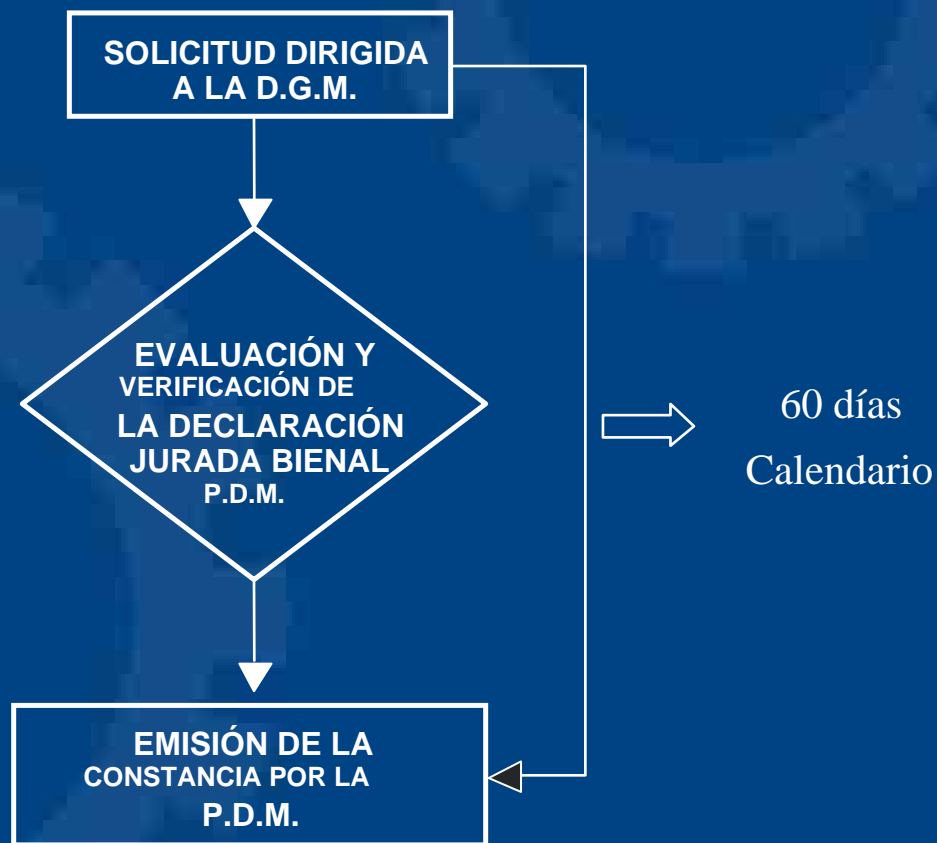 SOLICITUD DIRIGIDA
A LA D.G.M.
EVALUACIÓN Y
VERIFICACIÓN DE
LA DECLARACIÓN
JURADA BIENAL
P.D.M.
60 días
Calendario
EMISIÓN DE LA
CONSTANCIA POR LA
P.D.M.